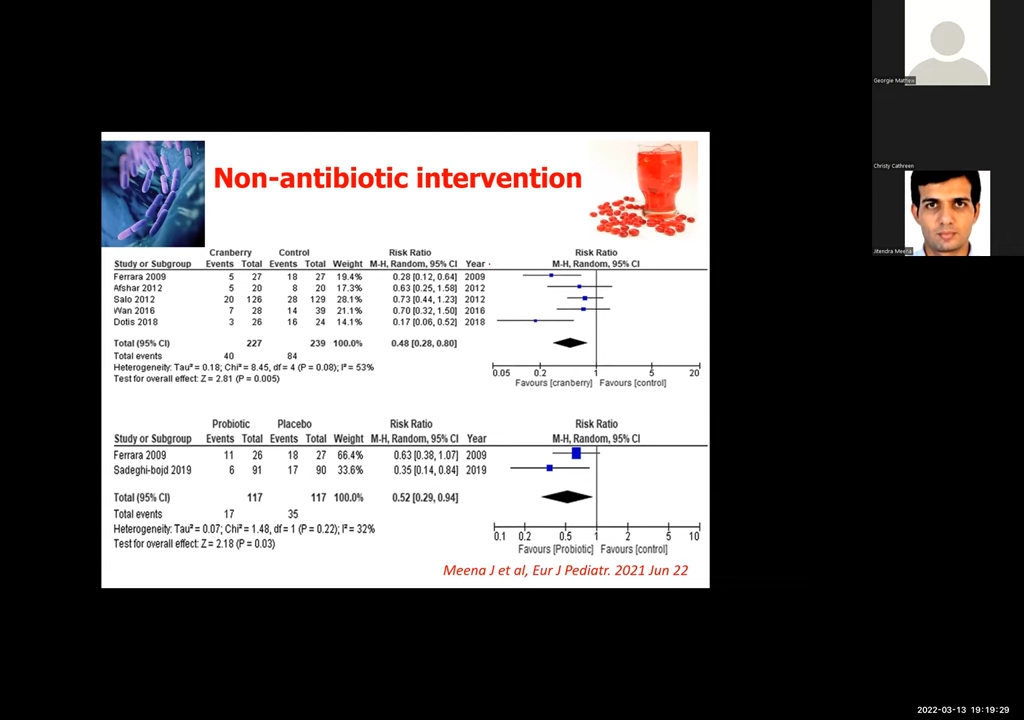 Georgie Mathew
Christy Cathreen
Jitendra Meena
Non-antibiotic intervention
Cranberry Control Risk Ratio Risk Ratio
Study or Subgroup Events Total Events Total Weight M-H, Random, 95% CI Year M-H, Random, 95% CI
Ferrara 2009 5 27 18 27 19.4% 0.28 [0.12, 0.64] 2009
Afshar 2012 5 20 8 20 17.3% 0.63 [0.25, 1.58] 2012
Salo 2012 20 126 28 129 28.1% 0.73 [0.44, 1.23] 2012
Wan 2016 7 28 14 39 21.1% 0.70 [0.32, 1.50] 2016
Dotis 2018 3 26 16 24 14.1% 0.17 [0.06, 0.52] 2018
Total (95% CI) 227 239 100.0% 0.48 [0.28, 0.80]
Total events 40 84
Heterogeneity: Tau² = 0.18; Chi² = 8.45, df = 4 (P = 0.08); I² = 53%
Test for overall effect: Z = 2.81 (P = 0.005)
0.05 0.2 1 5 20
Favours [cranberry] Favours [control]
Probiotic Placebo Risk Ratio Risk Ratio
Study or Subgroup Events Total Events Total Weight M-H, Random, 95% CI Year M-H, Random, 95% CI
Ferrara 2009 11 26 18 27 66.4% 0.63 [0.38, 1.07] 2009
Sadeghi-bojd 2019 6 91 17 90 33.6% 0.35 [0.14, 0.84] 2019
Total (95% CI) 117 117 100.0% 0.52 [0.29, 0.94]
Total events 17 35
Heterogeneity: Tau² = 0.07; Chi² = 1.48, df = 1 (P = 0.22); I² = 32%
Test for overall effect: Z = 2.18 (P = 0.03)
0.1 0.2 0.5 1 2 5 10
Favours [Probiotic] Favours [control]
Meena J et al, Eur J Pediatr. 2021 Jun 22
2022-03-13 19:19:29